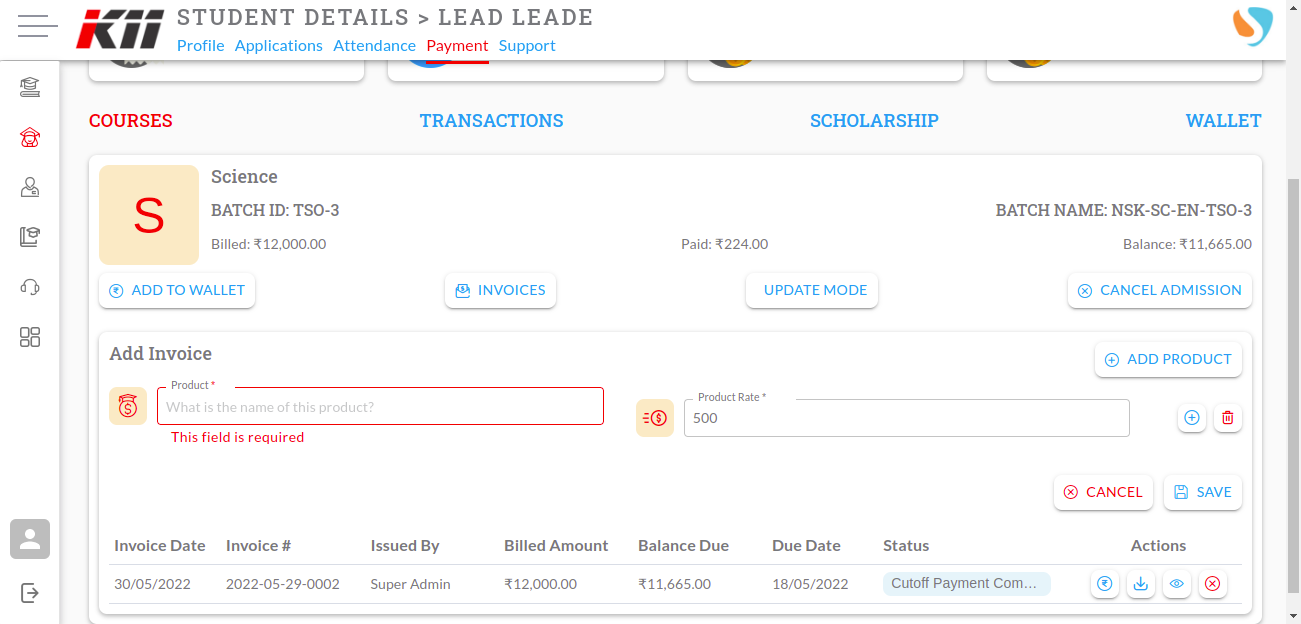 STUDENT DETAILS > LEAD LEADE
KiI
Profile Applications Attendance Payment Support
COURSES TRANSACTIONS SCHOLARSHIP WALLET
S
Science
BATCH ID: TSO-3 BATCH NAME: NSK-SC-EN-TSO-3
Billed: ₹12,000.00 Paid: ₹224.00 Balance: ₹11,665.00
ADD TO WALLET INVOICES UPDATE MODE CANCEL ADMISSION
Add Invoice
ADD PRODUCT
Product *
What is the name of this product?
This field is required
Product Rate *
500
CANCEL SAVE
Invoice Date Invoice # Issued By Billed Amount Balance Due Due Date Status Actions
30/05/2022 2022-05-29-0002 Super Admin ₹12,000.00 ₹11,665.00 18/05/2022 Cutoff Payment Com...